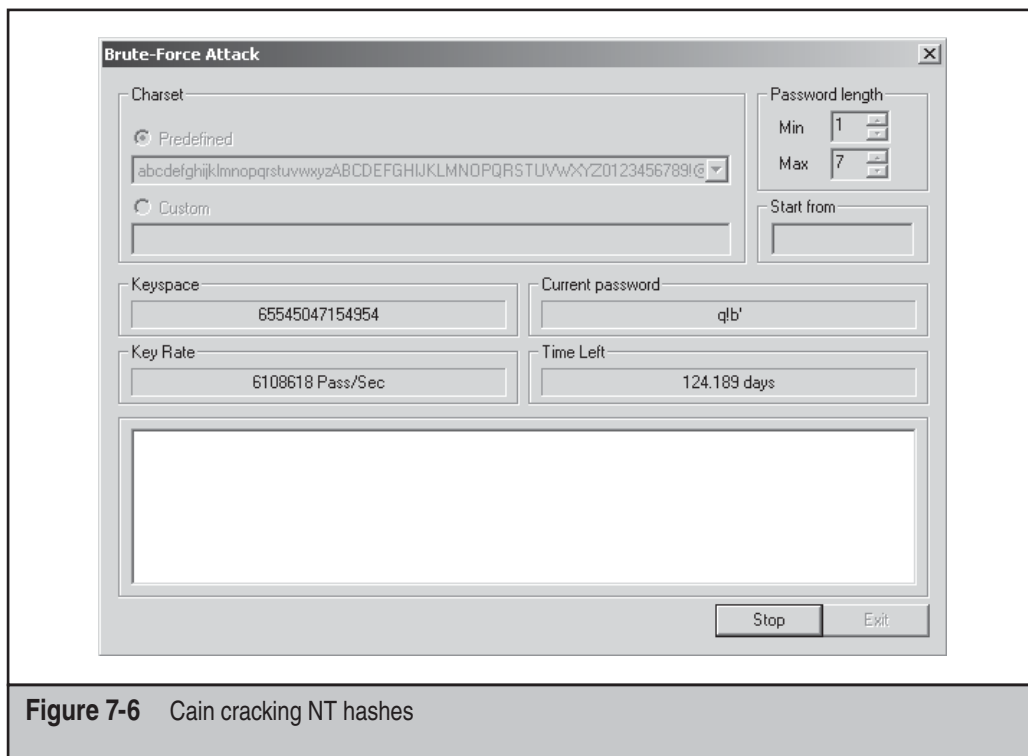 Brute-Force Attack
Charset
Predefined
abcdefghijklmnopqrstuvwxyzABCDEFGHIJKLMNOPQRSTUVWXYZ0123456789!@
Custom
Password length
Min 1
Max 7
Start from
Keyspace
65545047154954
Current password
q!b'
Key Rate
6108618 Pass/Sec
Time Left
124.189 days
Stop
Exit
Figure 7-6 Cain cracking NT hashes